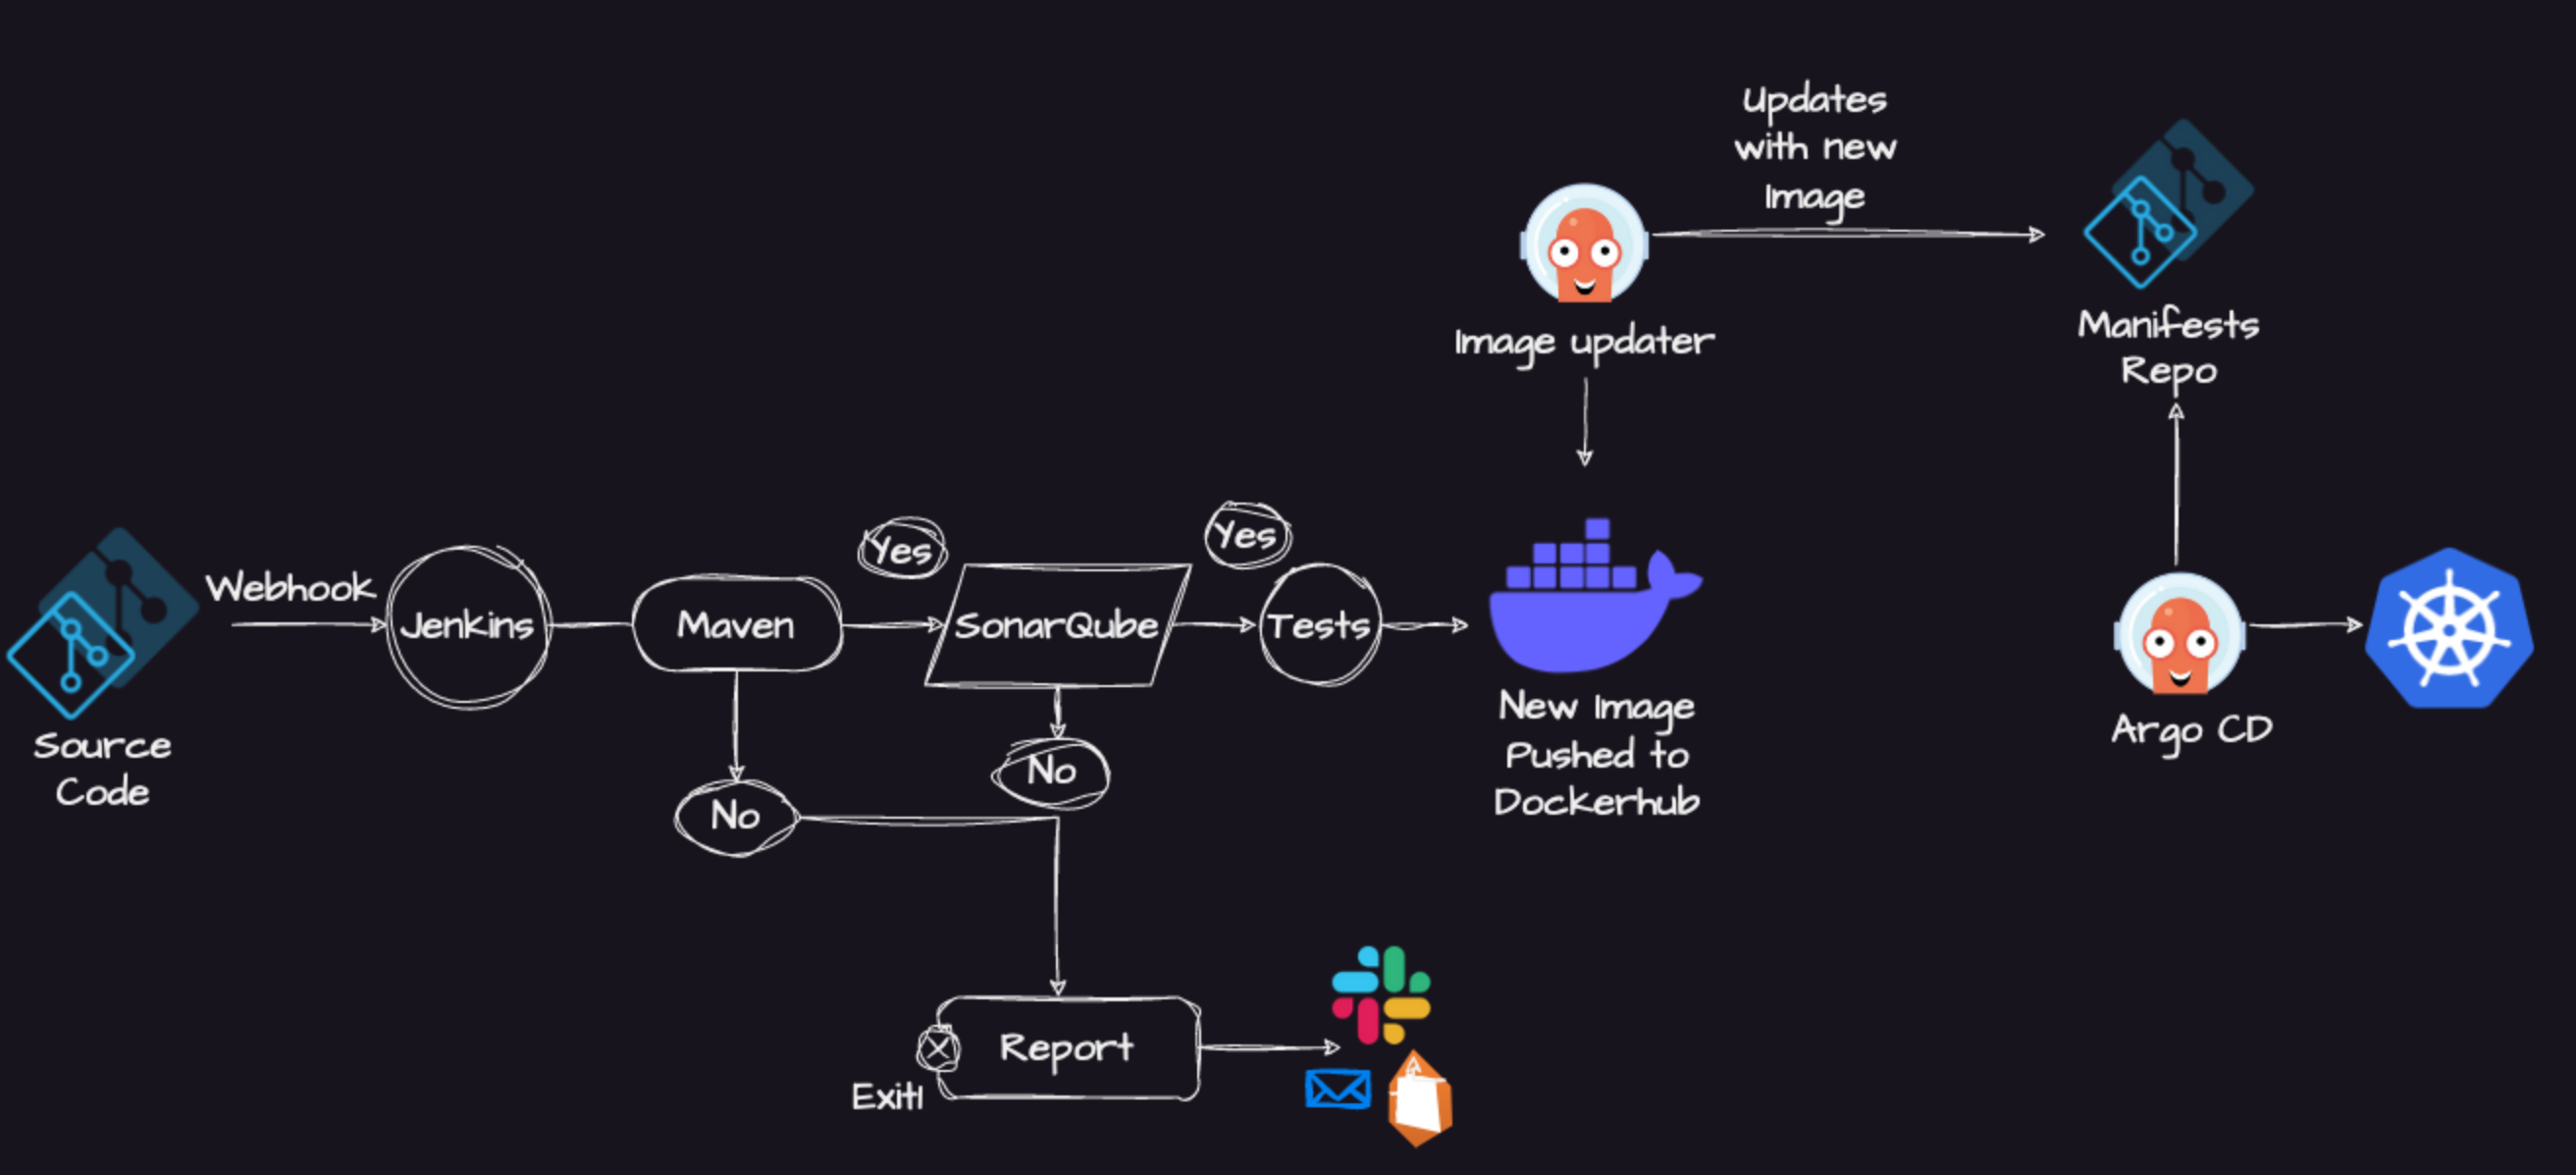 Updates
with new
Image
Image updater
Manifests
Repo
Source
Code
Webhook
Jenkins
Maven
Yes
SonarQube
Yes
Tests
No
No
New Image
Pushed to
Dockerhub
Argo CD
Report
Exit!